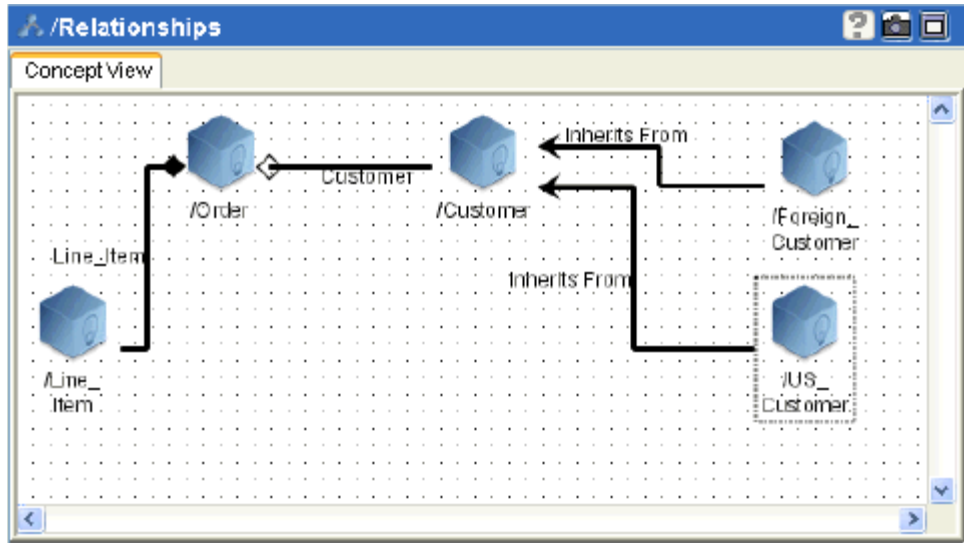 /Relationships
?
Concept View
Inherits From
Customer
/Order
/Customer
/Foreign_
Customer
Line_Item
Inherits From
/Line_
Item
/US_
Customer